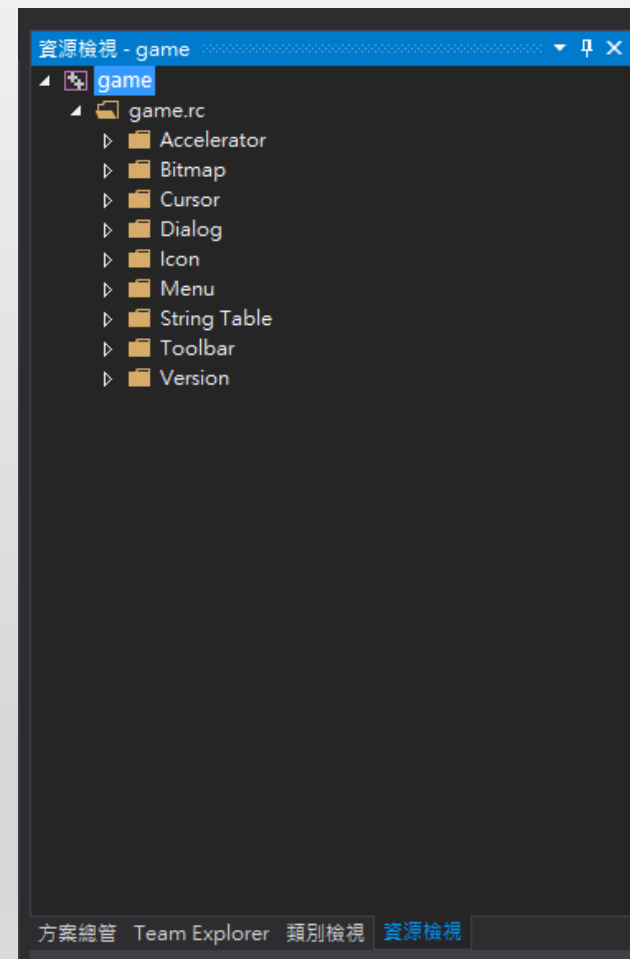 資源檢視 - game
game
game.rc
Accelerator
Bitmap
Cursor
Dialog
Icon
Menu
String Table
Toolbar
Version
方案總管 Team Explorer 類別檢視 資源檢視